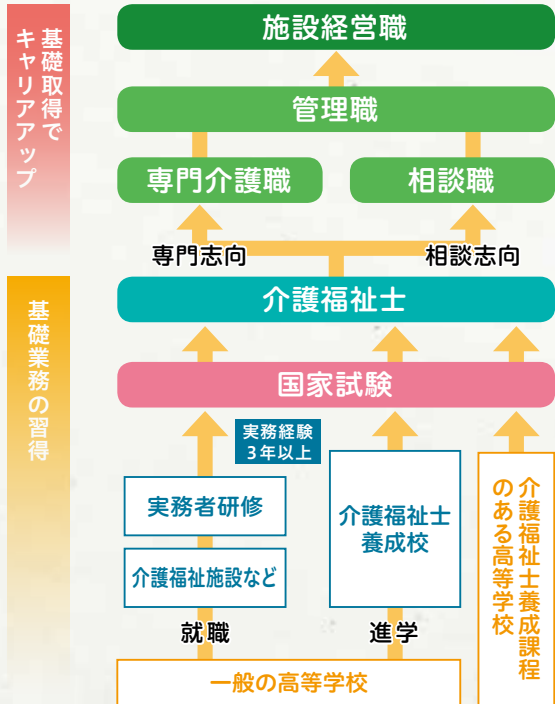 基礎取得で
キャリアアップ
施設経営職
管理職
専門介護職
相談職
専門志向
相談志向
基礎業務の習得
介護福祉士
国家試験
実務経験
3年以上
実務者研修
介護福祉施設など
就職
介護福祉士
養成校
進学
介護福祉士養成課程
のある高等学校
一般の高等学校